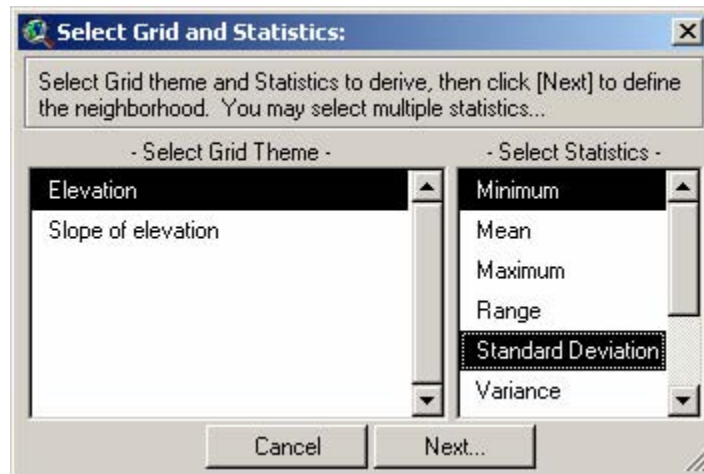 Select Grid and Statistics:
Select Grid theme and Statistics to derive, then click [Next] to define
the neighborhood. You may select multiple statistics...
- Select Grid Theme -
Elevation
Slope of elevation
- Select Statistics -
Minimum
Mean
Maximum
Range
Standard Deviation
Variance
Cancel
Next...